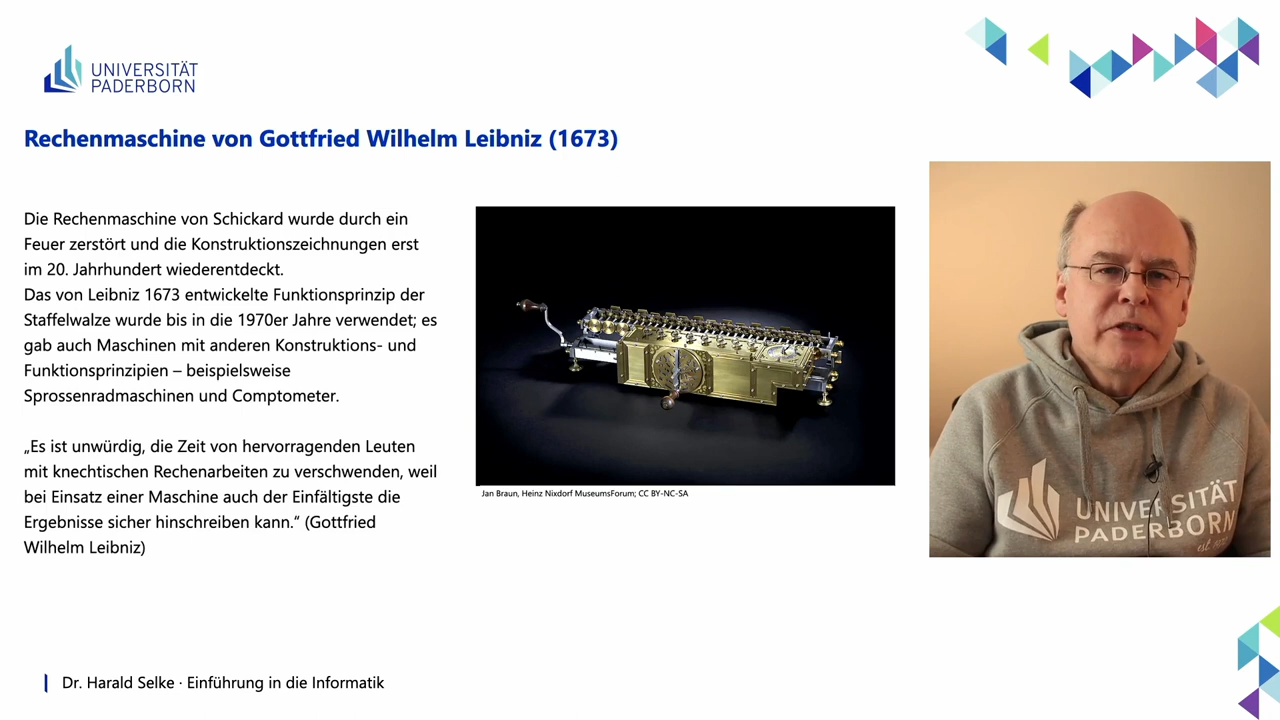 UNIVERSITÄT
PADERBORN
Rechenmaschine von Gottfried Wilhelm Leibniz (1673)
Die Rechenmaschine von Schickard wurde durch ein
Feuer zerstört und die Konstruktionszeichnungen erst
im 20. Jahrhundert wiederentdeckt.
Das von Leibniz 1673 entwickelte Funktionsprinzip der
Staffelwalze wurde bis in die 1970er Jahre verwendet; es
gab auch Maschinen mit anderen Konstruktions- und
Funktionsprinzipien – beispielsweise
Sprossenradmaschinen und Comptometer.
„Es ist unwürdig, die Zeit von hervorragenden Leuten
mit knechtischen Rechenarbeiten zu verschwenden, weil
bei Einsatz einer Maschine auch der Einfältigste die
Ergebnisse sicher hinschreiben kann.“ (Gottfried
Wilhelm Leibniz)
Jan Braun, Heinz Nixdorf MuseumsForum; CC BY-NC-SA
UNIVERSITÄT
PADERBORN
est.
Dr. Harald Selke · Einführung in die Informatik